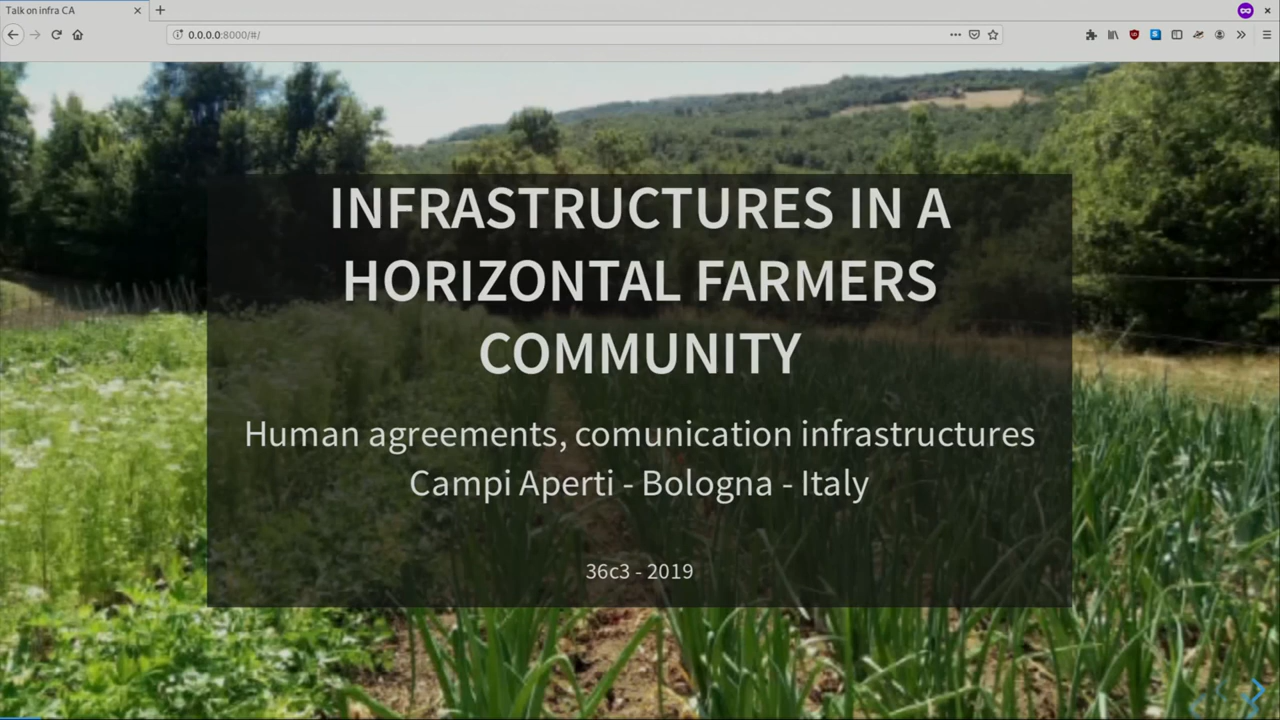 Talk on infra CA
0.0.0.0:8000/#/
INFRASTRUCTURES IN A
HORIZONTAL FARMERS
COMMUNITY
Human agreements, comunication infrastructures
Campi Aperti - Bologna - Italy
36c3 - 2019